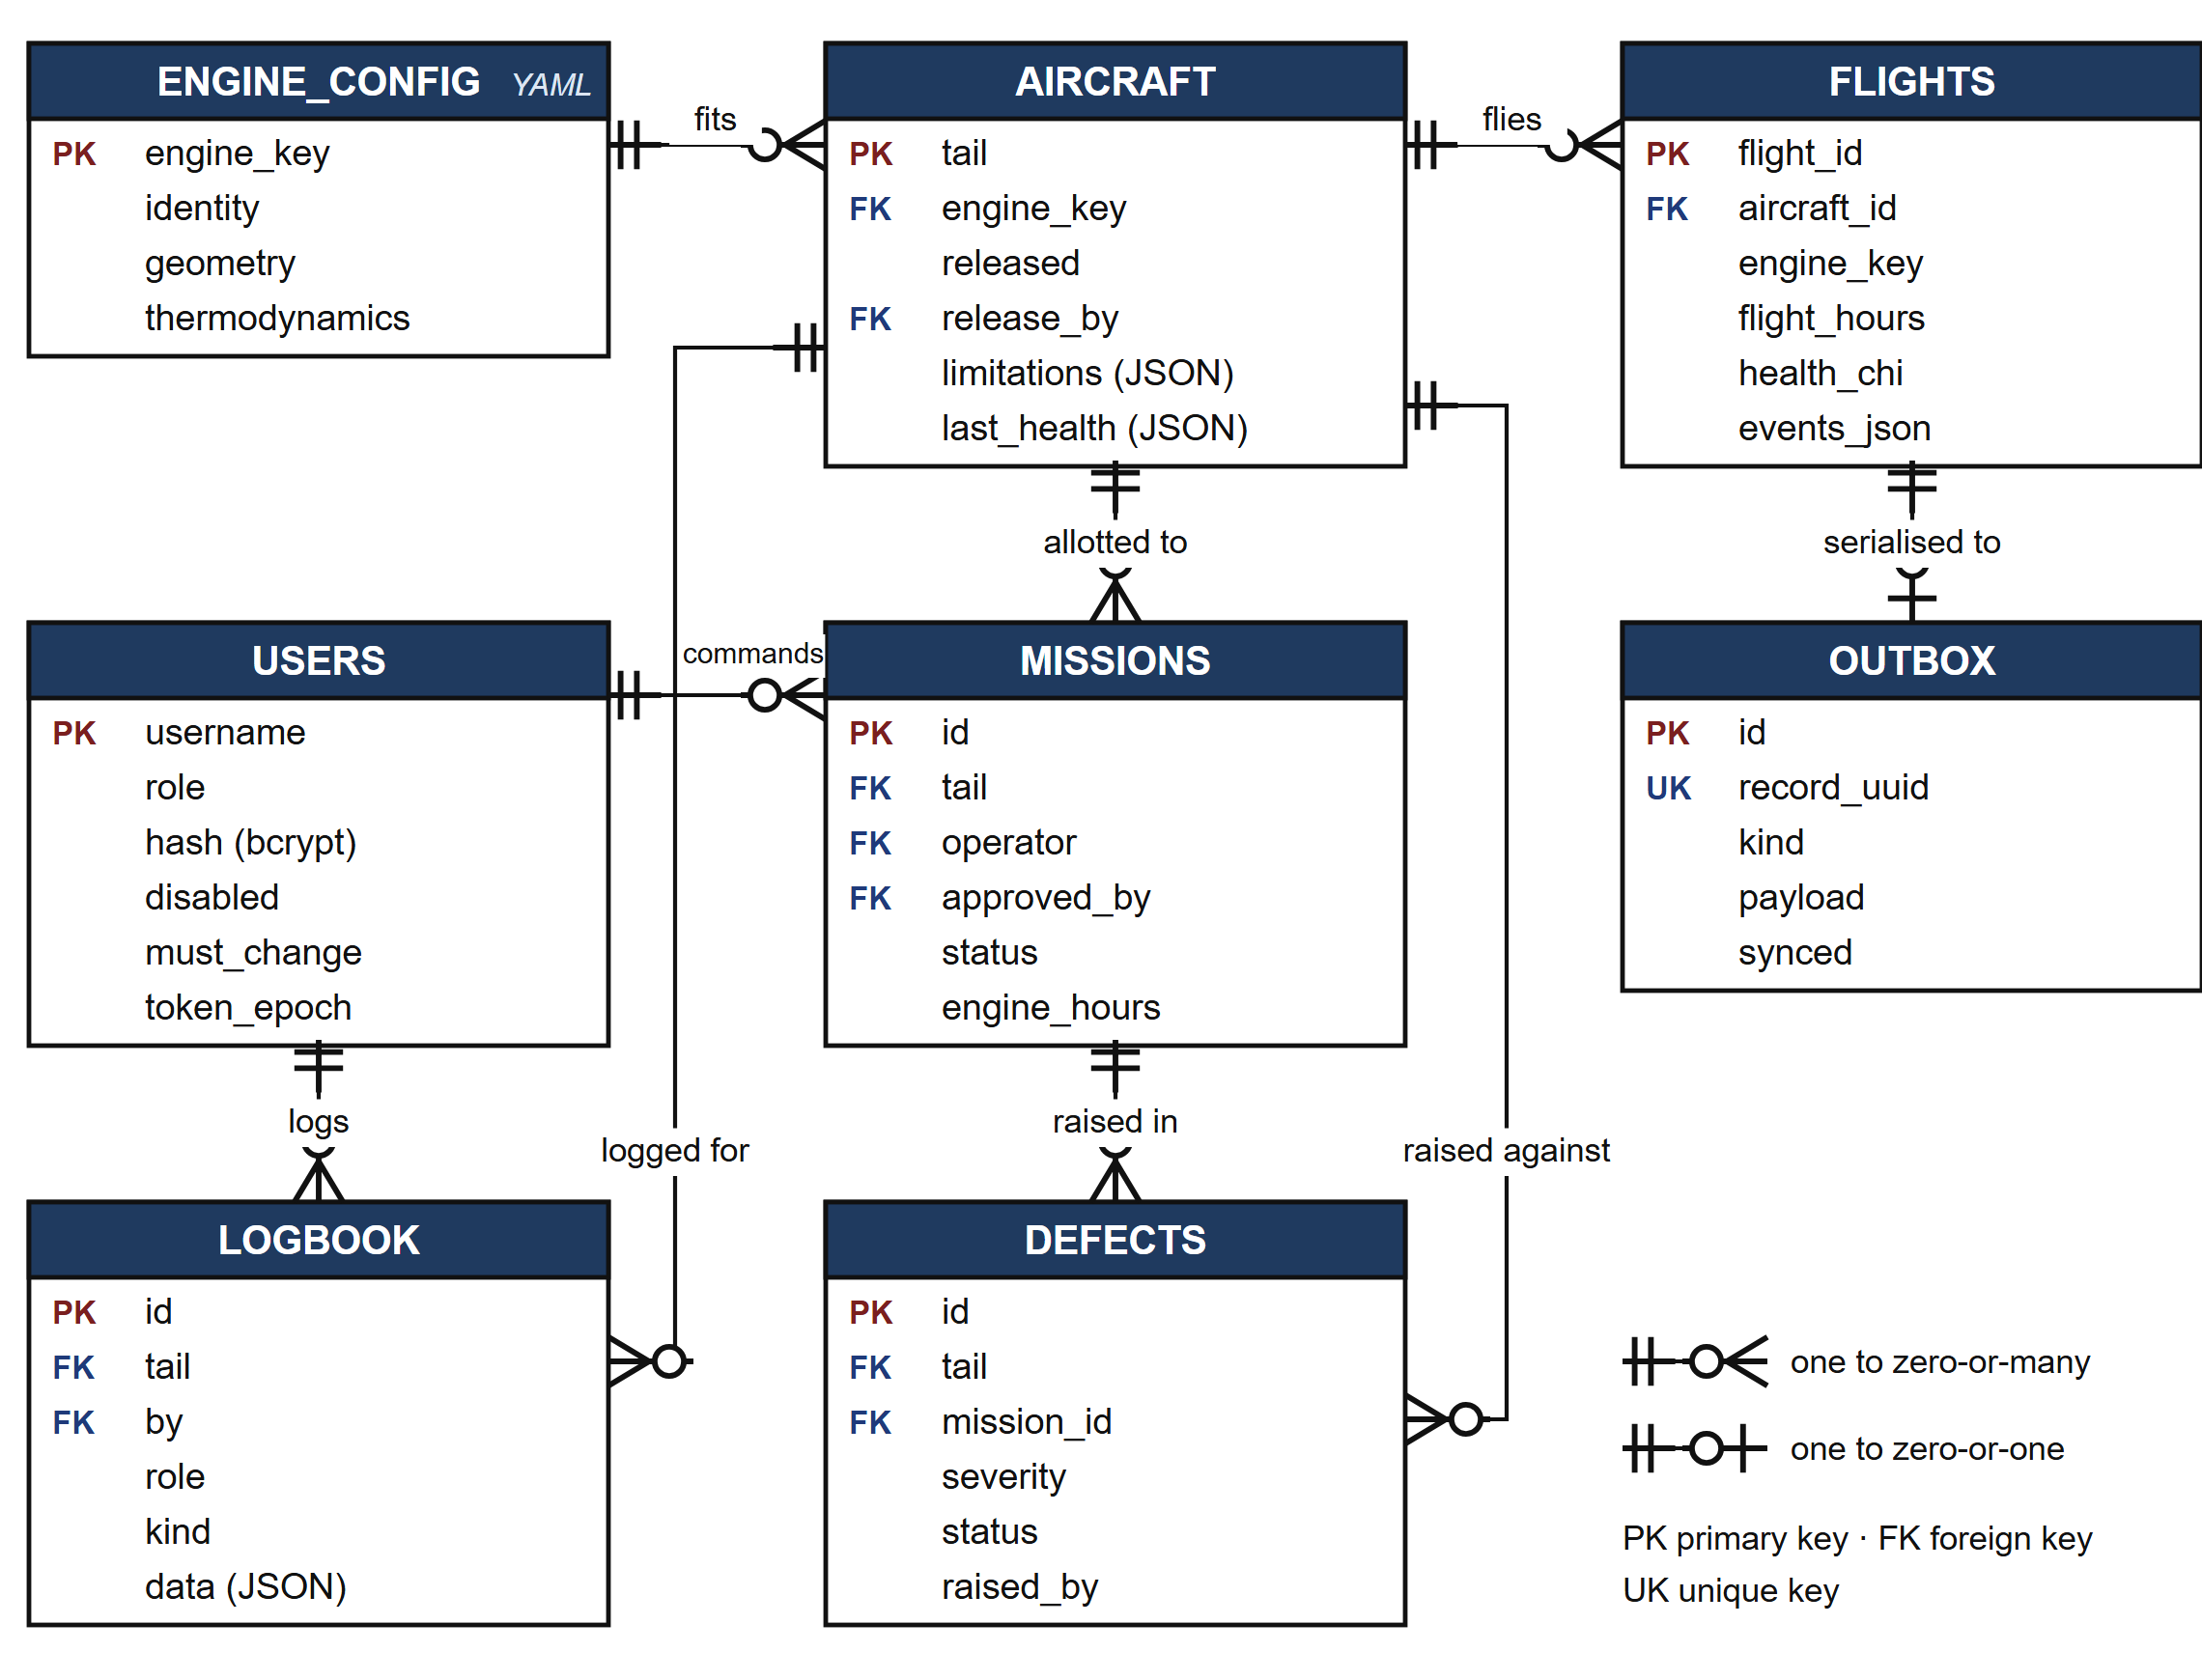 ENGINE_CONFIG YAML
PK engine_key
identity
geometry
thermodynamics
fits
AIRCRAFT
PK tail
FK engine_key
released
FK release_by
limitations (JSON)
last_health (JSON)
flies
FLIGHTS
PK flight_id
FK aircraft_id
engine_key
flight_hours
health_chi
events_json
allotted to
serialised to
USERS
PK username
role
hash (bcrypt)
disabled
must_change
token_epoch
commands
MISSIONS
PK id
FK tail
FK operator
FK approved_by
status
engine_hours
OUTBOX
PK id
UK record_uuid
kind
payload
synced
logs
logged for
raised in
raised against
LOGBOOK
PK id
FK tail
FK by
role
kind
data (JSON)
DEFECTS
PK id
FK tail
FK mission_id
severity
status
raised_by
one to zero-or-many
one to zero-or-one
PK primary key · FK foreign key
UK unique key